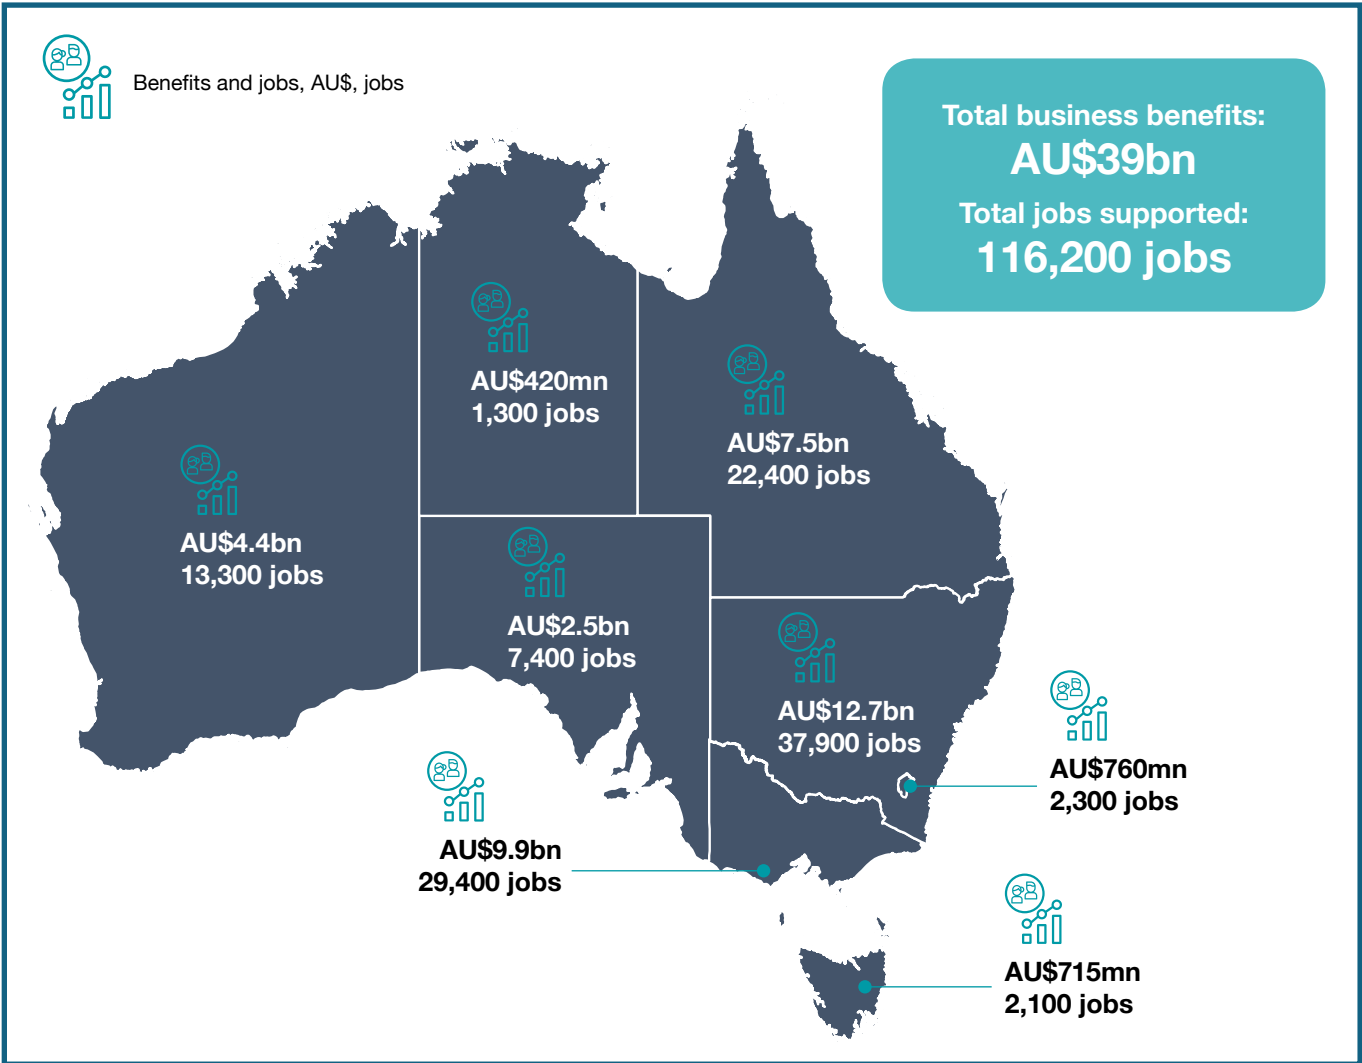 Benefits and jobs, AU$, jobs
Total business benefits:
AU$39bn
Total jobs supported:
116,200 jobs
AU$420mn
1,300 jobs
AU$7.5bn
22,400 jobs
AU$4.4bn
13,300 jobs
AU$2.5bn
7,400 jobs
AU$12.7bn
37,900 jobs
AU$760mn
2,300 jobs
AU$9.9bn
29,400 jobs
AU$715mn
2,100 jobs